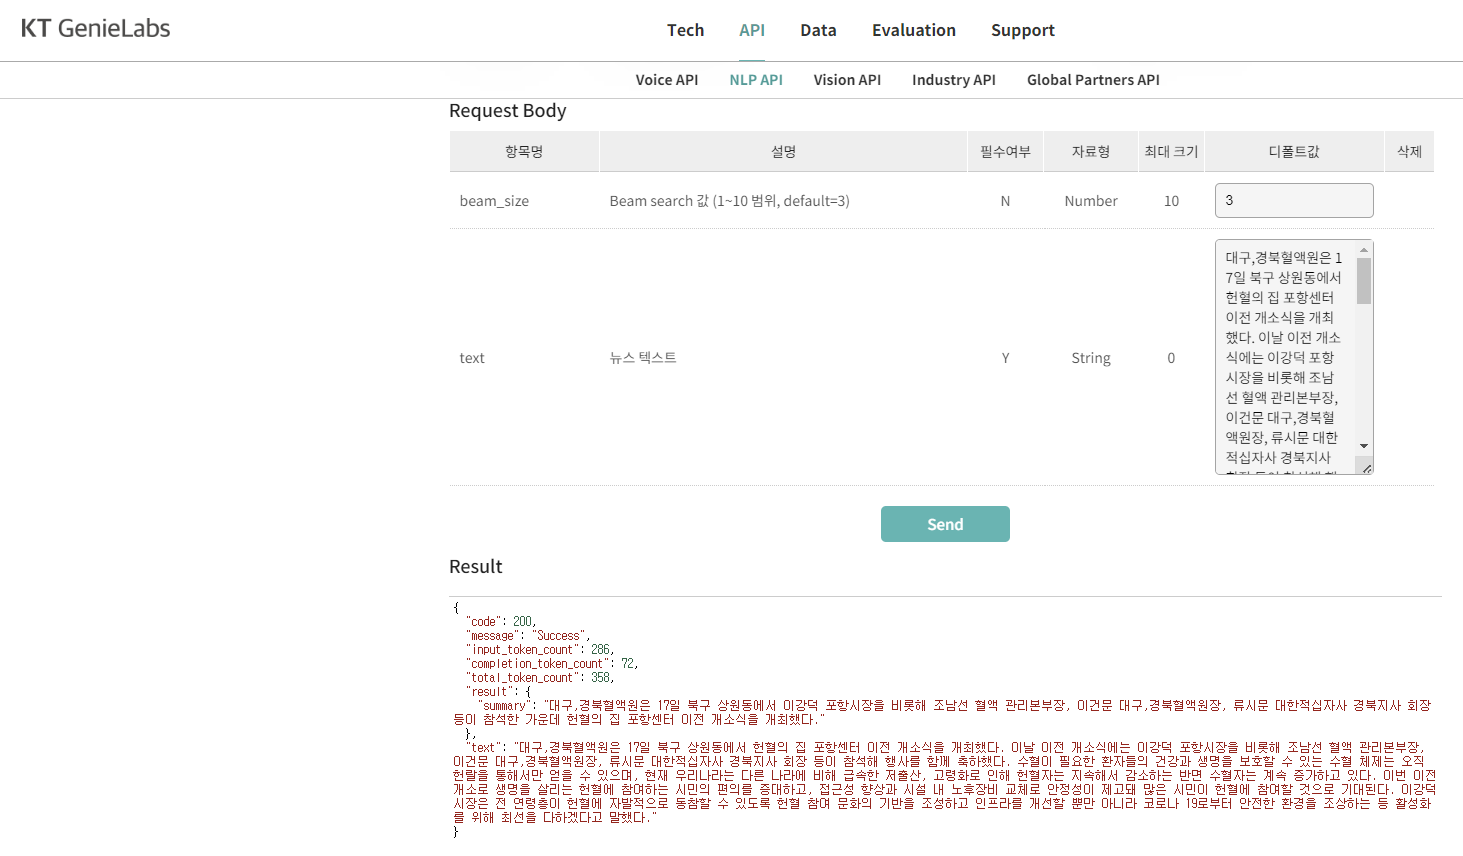 KT GenieLabs
Tech API Data Evaluation Support
Voice API NLP API Vision API Industry API Global Partners API
Request Body
항목명 설명 필수여부 자료형 최대 크기 디폴트값 삭제
beam_size Beam search 값 (1~10 범위, default=3) N Number 10 3
text 뉴스 텍스트 Y String 0
대구,경북혈액원은 1
7일 북구 상원동에서
헌혈의 집 포항센터
이전 개소식을 개최
했다. 이날 이전 개소
식에는 이강덕 포항
시장을 비롯해 조남
선 혈액 관리본부장,
이건문 대구,경북혈
액원장, 류시문 대한
적십자사 경북지사
Send
Result
{
"code": 200,
"message": "Success",
"input_token_count": 286,
"completion_token_count": 72,
"total_token_count": 358,
"result": {
"summary": "대구,경북혈액원은 17일 북구 상원동에서 이강덕 포항시장을 비롯해 조남선 혈액 관리본부장, 이건문 대구,경북혈액원장, 류시문 대한적십자사 경북지사 회장
등이 참석한 가운데 헌혈의 집 포항센터 이전 개소식을 개최했다."
},
"text": "대구,경북혈액원은 17일 북구 상원동에서 헌혈의 집 포항센터 이전 개소식을 개최했다. 이날 이전 개소식에는 이강덕 포항시장을 비롯해 조남선 혈액 관리본부장,
이건문 대구,경북혈액원장, 류시문 대한적십자사 경북지사 회장 등이 참석해 행사를 함께 축하했다. 수혈이 필요한 환자들의 건강과 생명을 보호할 수 있는 수혈 체제는 오직
헌혈을 통해서만 얻을 수 있으며, 현재 우리나라는 다른 나라에 비해 급속한 저출산, 고령화로 인해 헌혈자는 지속해서 감소하는 반면 수혈자는 계속 증가하고 있다. 이번 이전
개소로 생명을 살리는 헌혈에 참여하는 시민의 편의를 증대하고, 접근성 향상과 시설 내 노후장비 교체로 안정성이 제고돼 많은 시민이 헌혈에 참여할 것으로 기대된다. 이강덕
시장은 전 연령층이 헌혈에 자발적으로 동참할 수 있도록 헌혈 참여 문화의 기반을 조성하고 인프라를 개선할 뿐만 아니라 코로나 19로부터 안전한 환경을 조상하는 등 활성화
를 위해 최선을 다하겠다고 말했다."
}